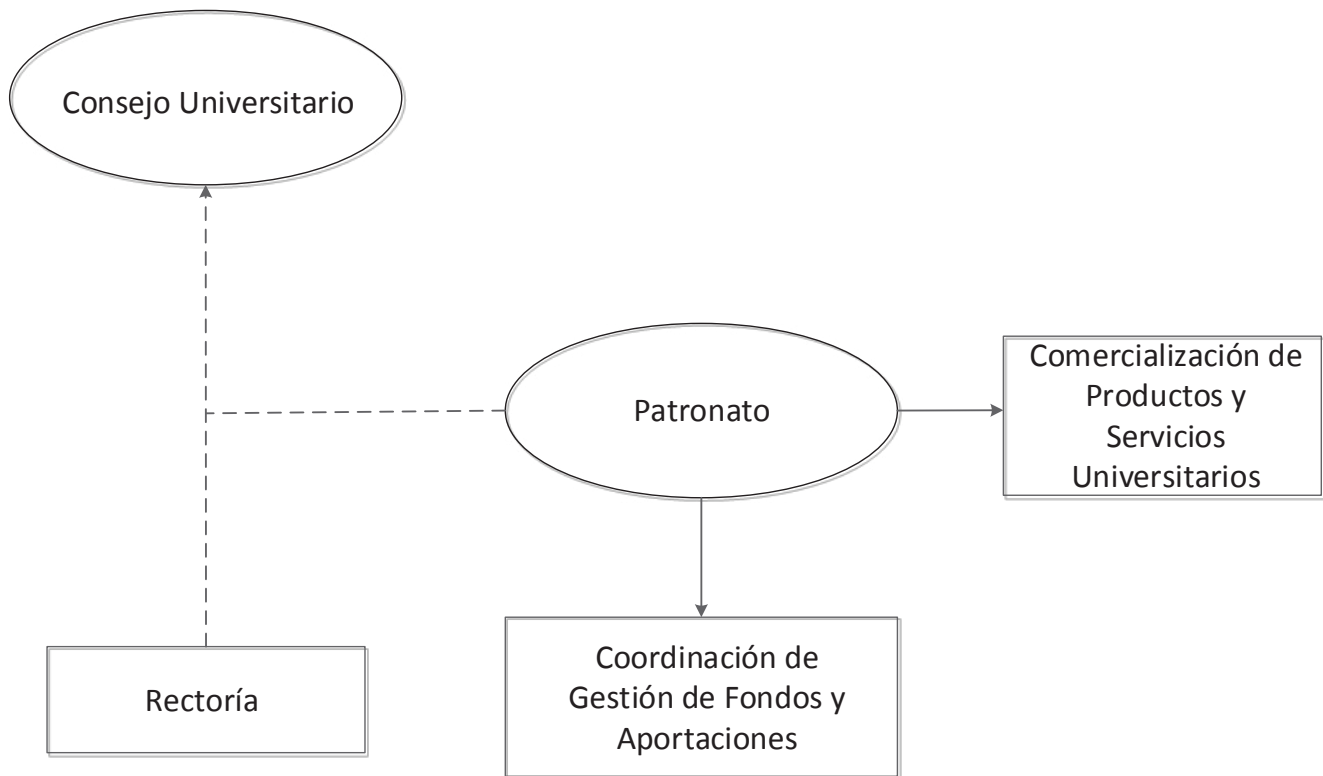 Consejo Universitario
Patronato
Comercialización de
Productos y
Servicios
Universitarios
Rectoría
Coordinación de
Gestión de Fondos y
Aportaciones